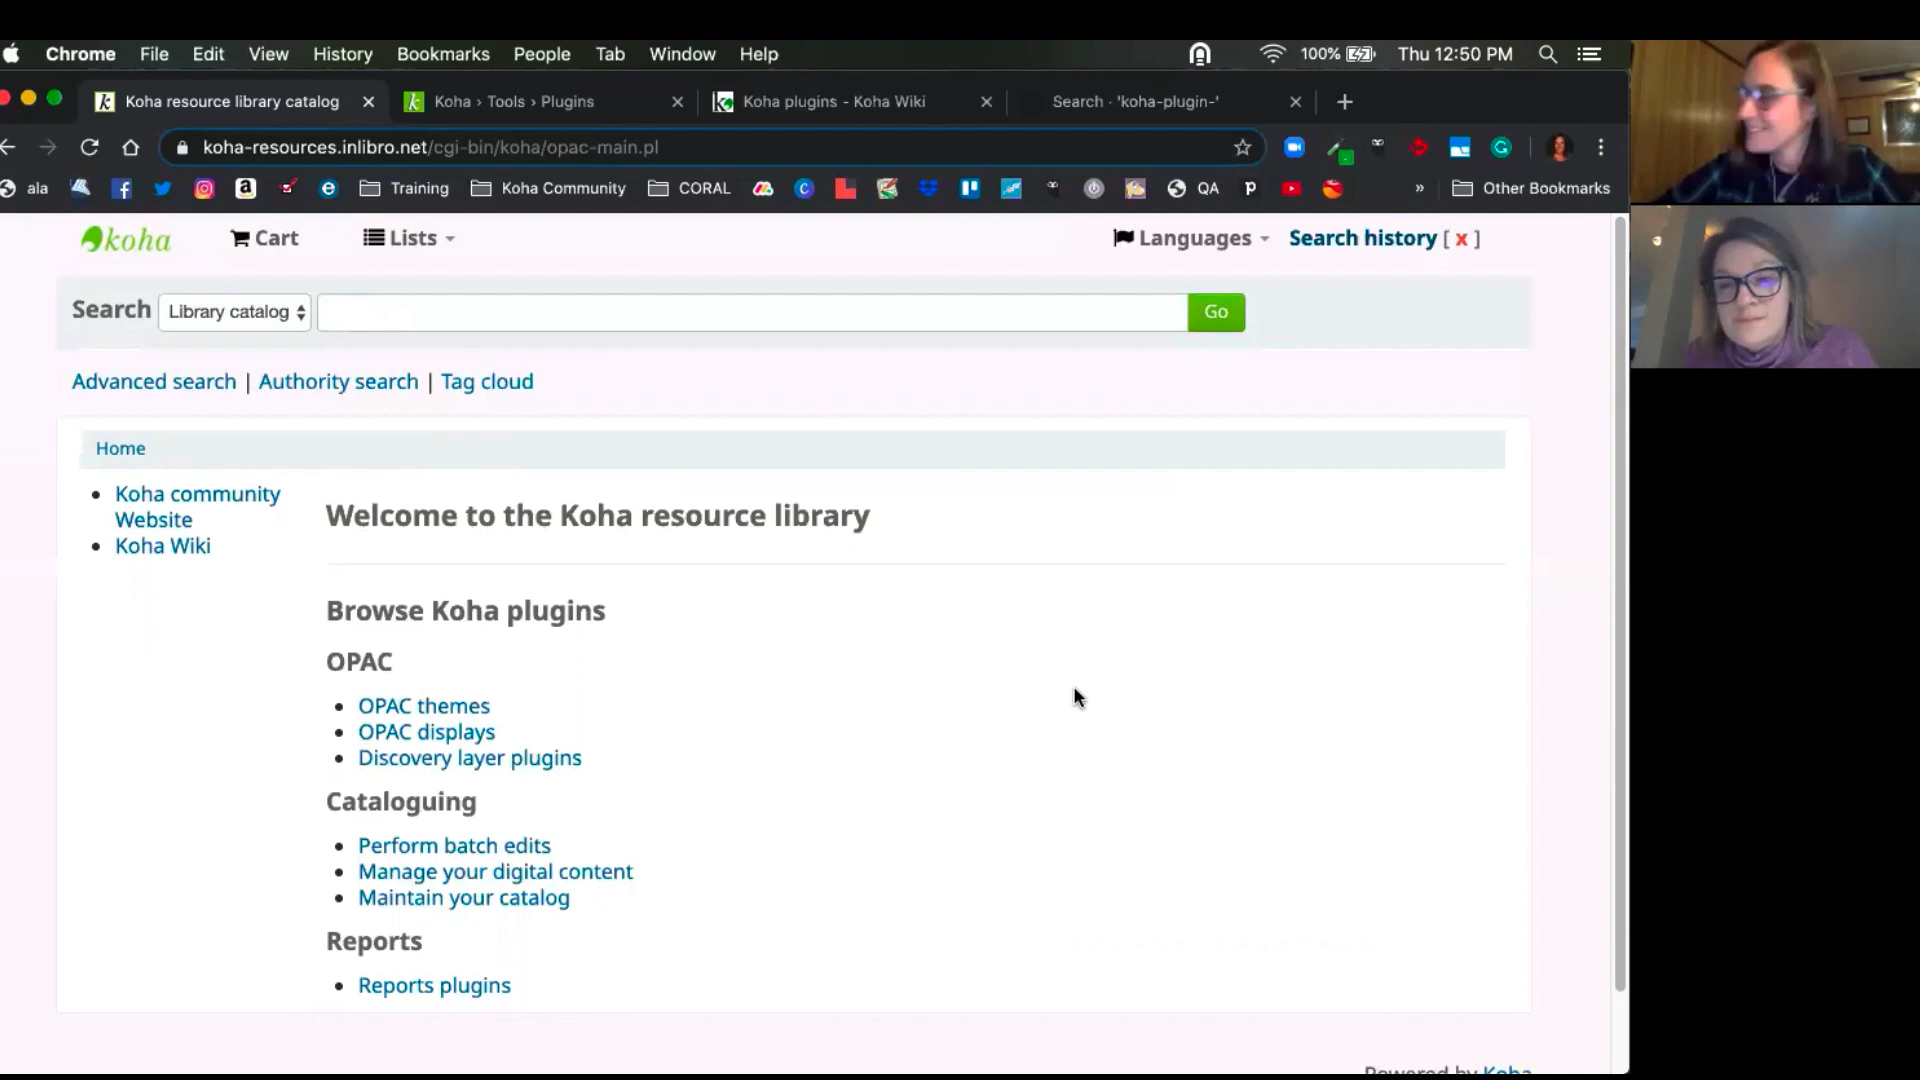 Chrome File Edit View History Bookmarks People Tab Window Help 100% Thu 12:50 PM
Koha resource library catalog Koha › Tools › Plugins Koha plugins - Koha Wiki Search · 'koha-plugin-'
koha-resources.inlibro.net/cgi-bin/koha/opac-main.pl
ala Training Koha Community CORAL QA » Other Bookmarks
koha Cart Lists Languages Search history [ x ]
Search Library catalog Go
Advanced search | Authority search | Tag cloud
Home
Koha community
Website
Koha Wiki
Welcome to the Koha resource library
Browse Koha plugins
OPAC
OPAC themes
OPAC displays
Discovery layer plugins
Cataloguing
Perform batch edits
Manage your digital content
Maintain your catalog
Reports
Reports plugins
Powered by Koha